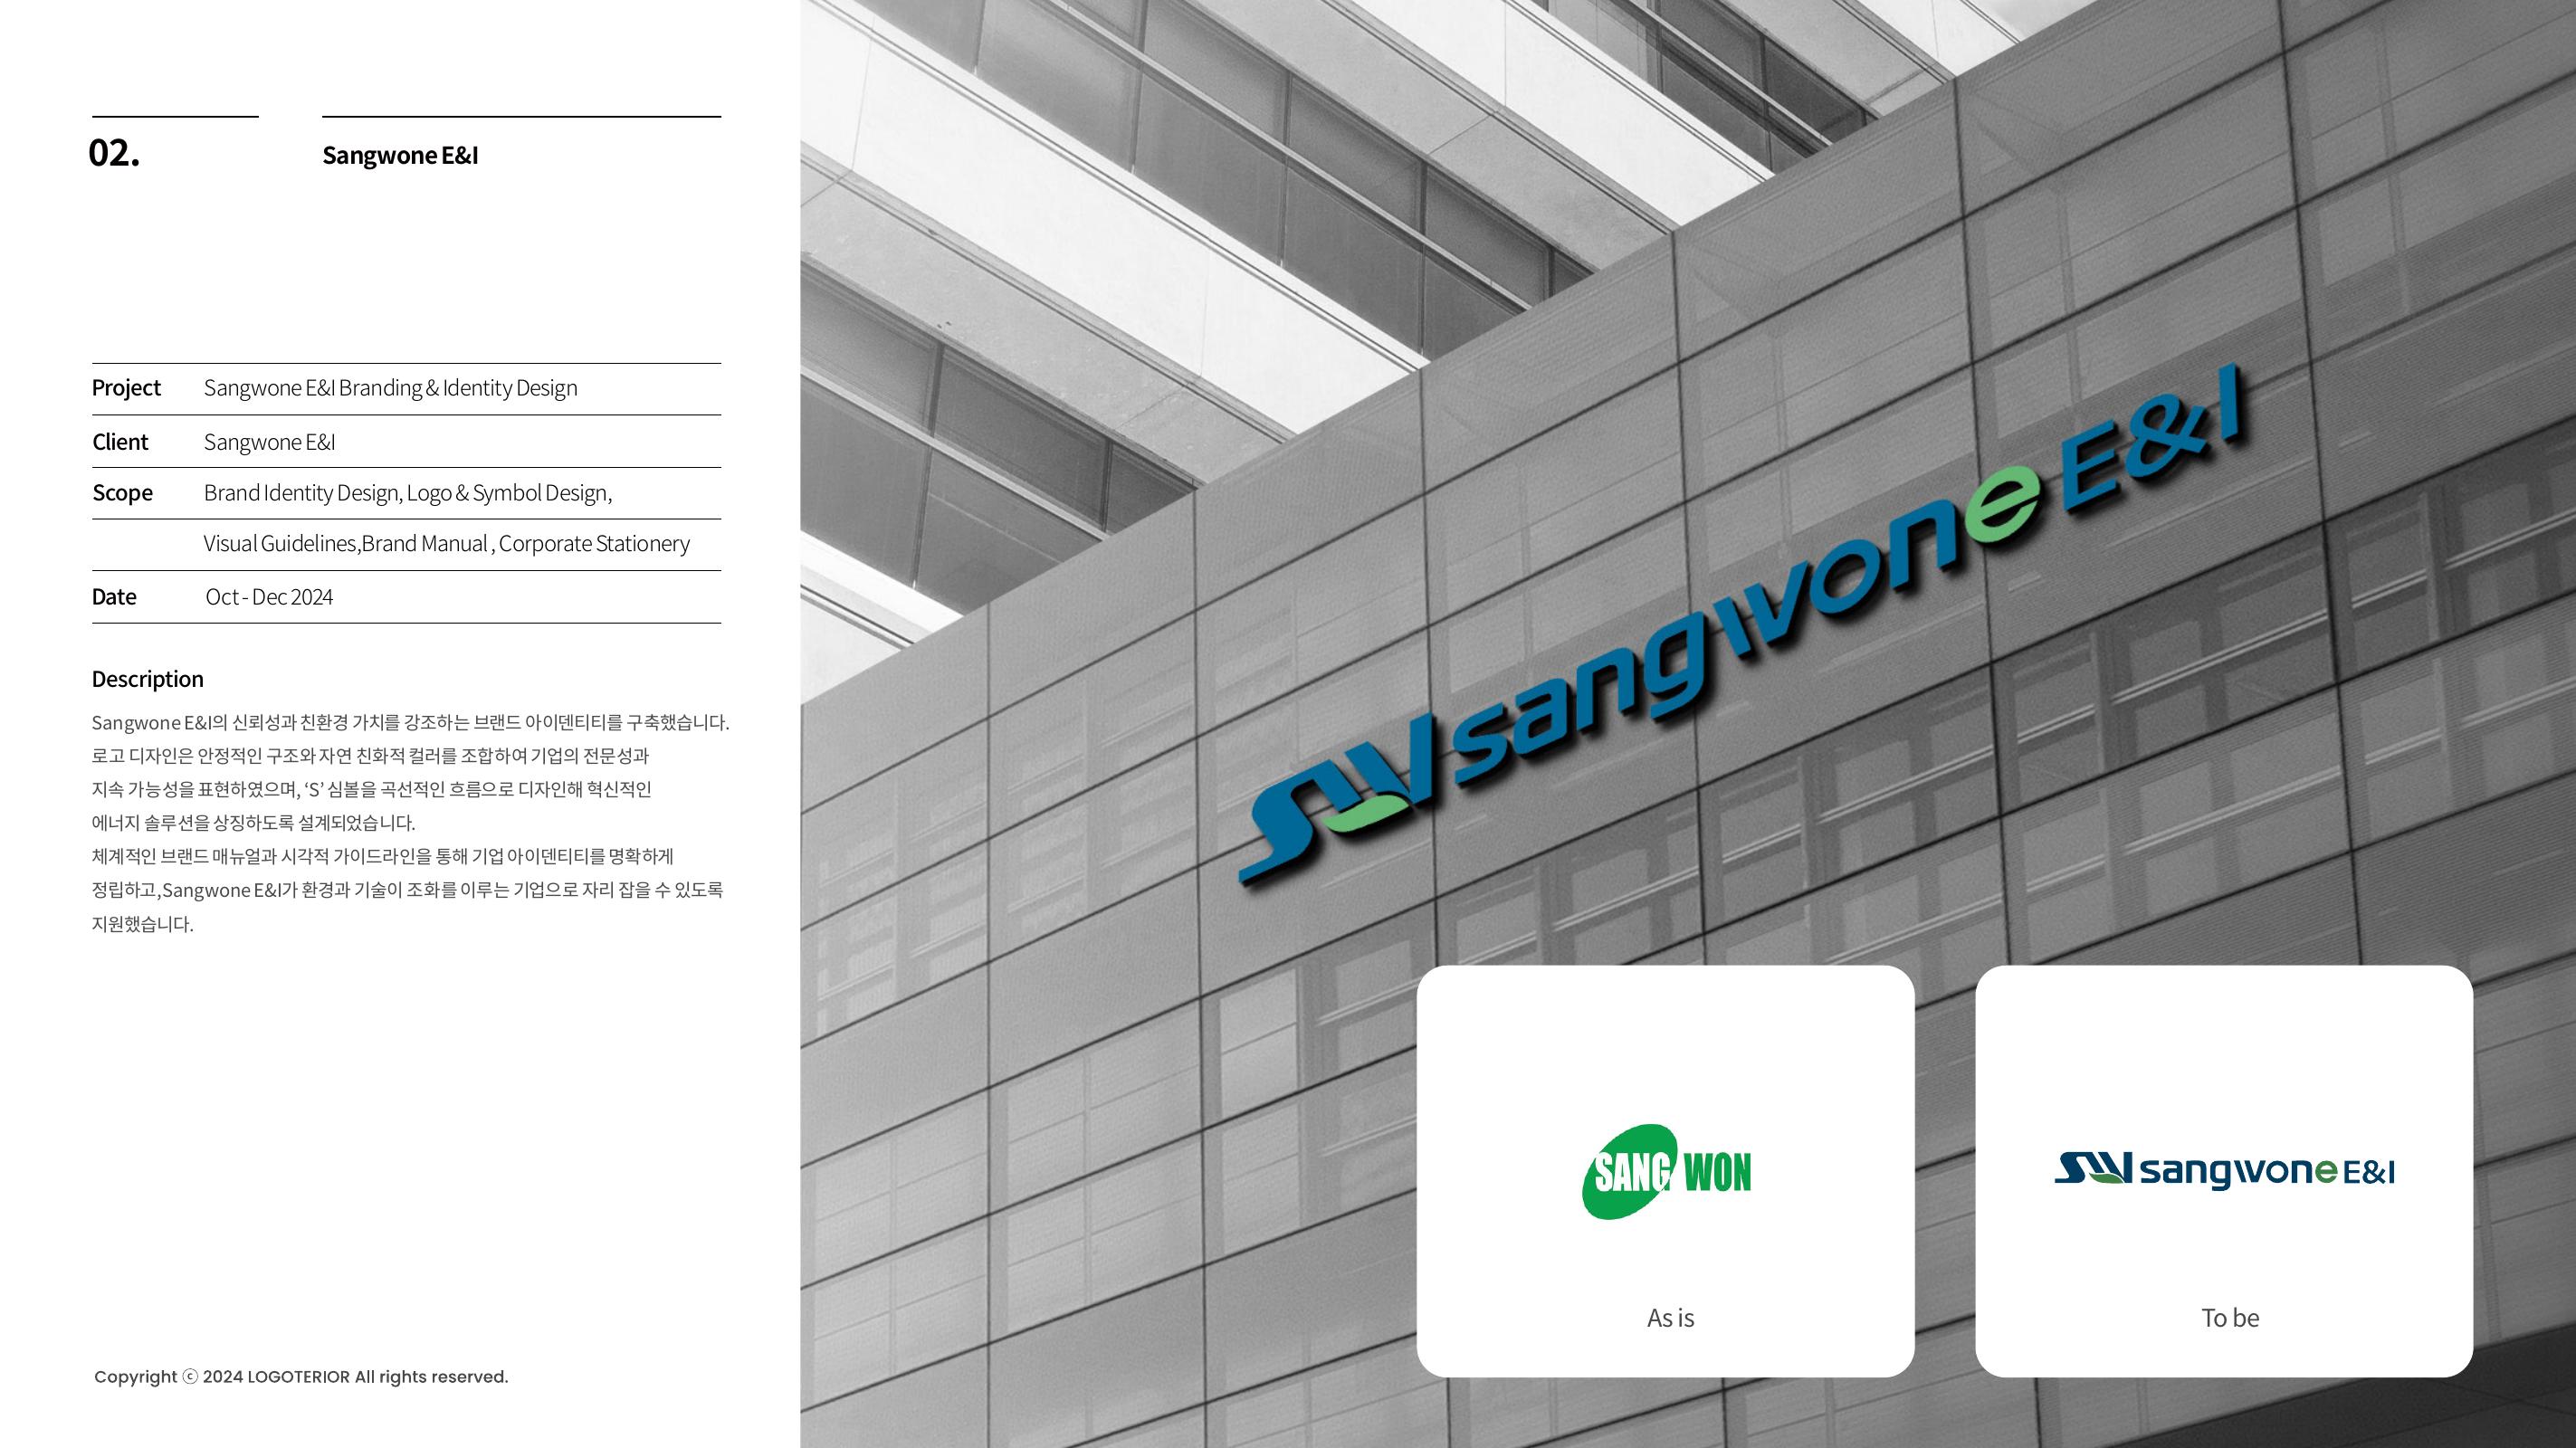 02.
Sangwone E&I
Project Sangwone E&I Branding & Identity Design
Client Sangwone E&I
Scope Brand Identity Design, Logo & Symbol Design,
Visual Guidelines,Brand Manual , Corporate Stationery
Date Oct - Dec 2024
Description
Sangwone E&I의 신뢰성과 친환경 가치를 강조하는 브랜드 아이덴티티를 구축했습니다.
로고 디자인은 안정적인 구조와 자연 친화적 컬러를 조합하여 기업의 전문성과
지속 가능성을 표현하였으며, ‘S’ 심볼을 곡선적인 흐름으로 디자인해 혁신적인
에너지 솔루션을 상징하도록 설계되었습니다.
체계적인 브랜드 매뉴얼과 시각적 가이드라인을 통해 기업 아이덴티티를 명확하게
정립하고,Sangwone E&I가 환경과 기술이 조화를 이루는 기업으로 자리 잡을 수 있도록
지원했습니다.
Copyright ⓒ 2024 LOGOTERIOR All rights reserved.
SW sangwone E&I
SANG WON
As is
SW sangwone E&I
To be